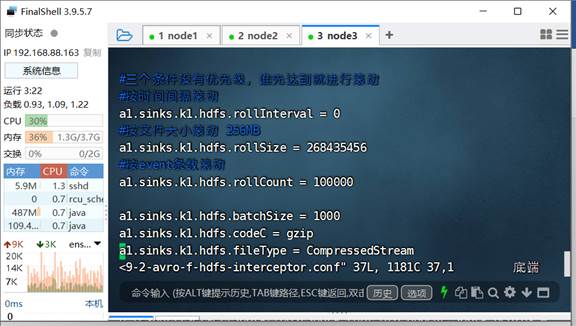 FinalShell 3.9.5.7
同步状态
IP 192.168.88.163 复制
系统信息
运行 3:22
负载 0.93, 1.09, 1.22
CPU 30%
内存 36% 1.3G/3.7G
交换 0% 0/2G
内存 CPU 命令
5.9M 1.3 sshd
0 0.7 rcu_sche
487M 0.7 java
109.4... 0.7 java
9K 3K ens...
20K
14K
7K
0ms 本机
0
1 node1
2 node2
3 node3
+
#三个条件没有优先级，谁先达到就进行滚动
#按时间间隔滚动
a1.sinks.k1.hdfs.rollInterval = 0
#按文件大小滚动 256MB
a1.sinks.k1.hdfs.rollSize = 268435456
#按event条数滚动
a1.sinks.k1.hdfs.rollCount = 100000
a1.sinks.k1.hdfs.batchSize = 1000
a1.sinks.k1.hdfs.codeC = gzip
a1.sinks.k1.hdfs.fileType = CompressedStream
<9-2-avro-f-hdfs-interceptor.conf" 37L, 1181C 37,1 底端
命令输入 (按ALT键提示历史,TAB键路径,ESC键返回,双击
历史
选项